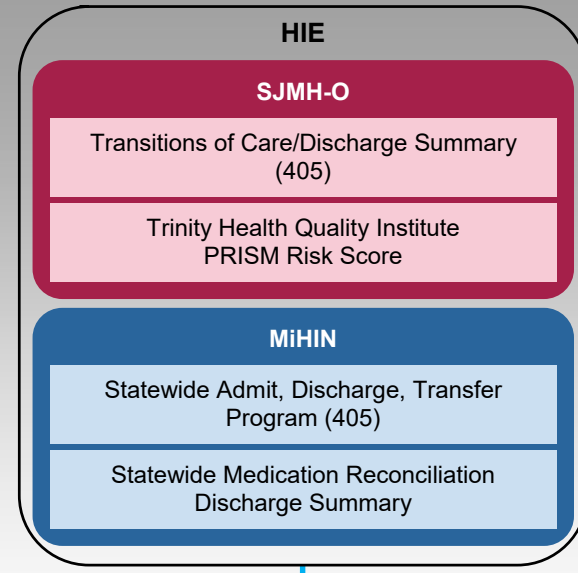 HIE
SJMH-O
Transitions of Care/Discharge Summary
(405)
Trinity Health Quality Institute
PRISM Risk Score
MiHIN
Statewide Admit, Discharge, Transfer
Program (405)
Statewide Medication Reconciliation
Discharge Summary